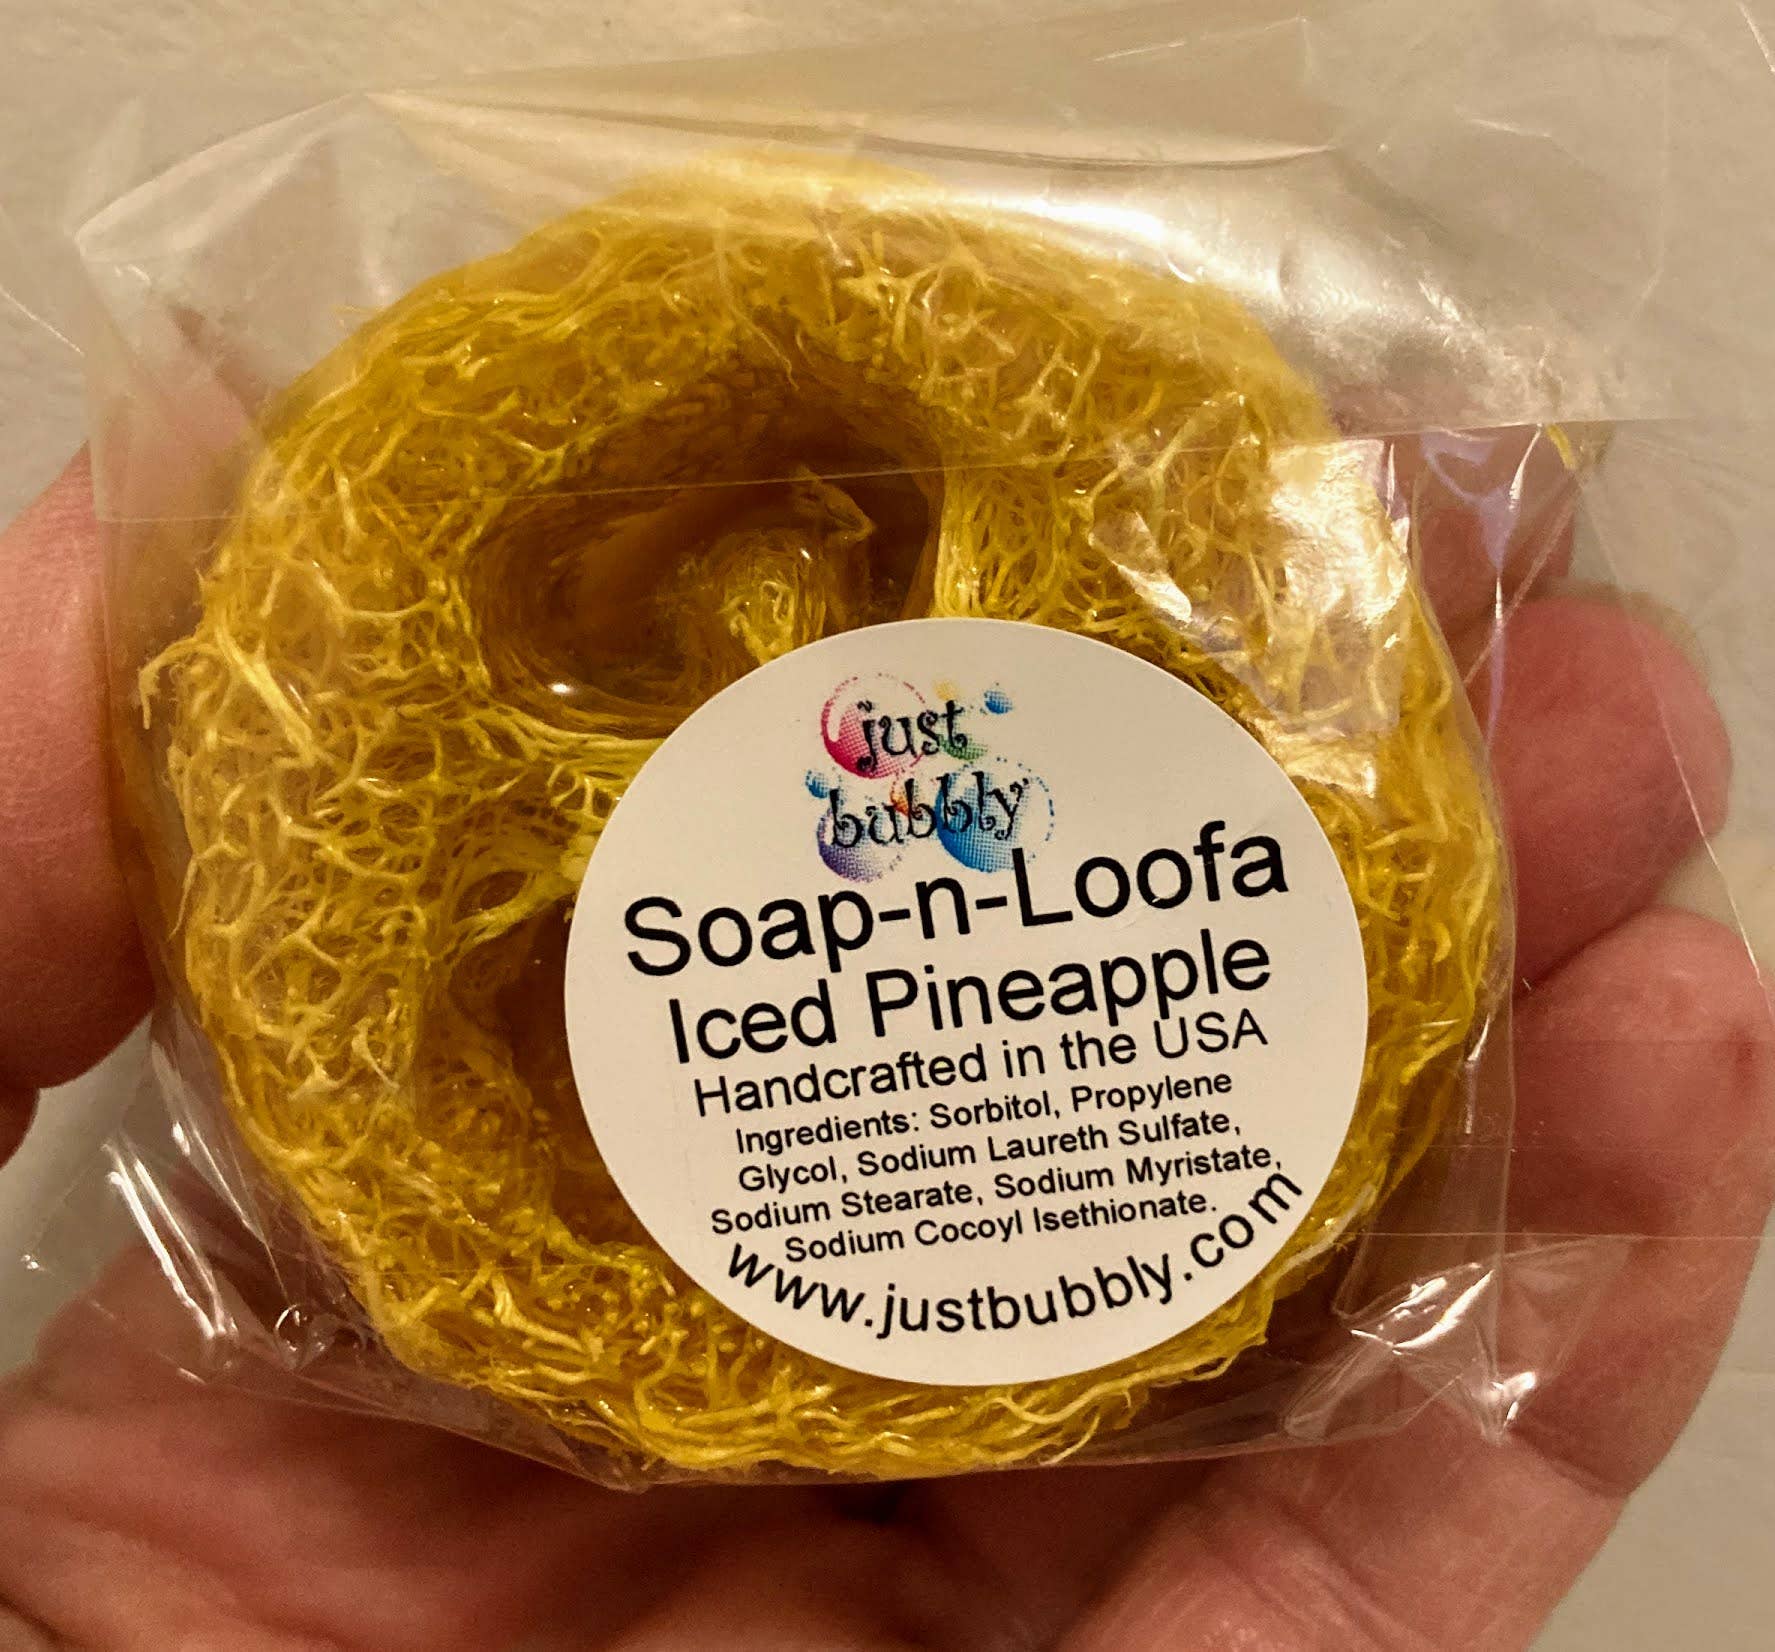 just
bubbly
Soap-n-Loofa
Iced Pineapple
Handcrafted in the USA
Ingredients: Sorbitol, Propylene
Glycol, Sodium Laureth Sulfate,
Sodium Stearate, Sodium Myristate,
Sodium Cocoyl Isethionate.
www.justbubbly.com